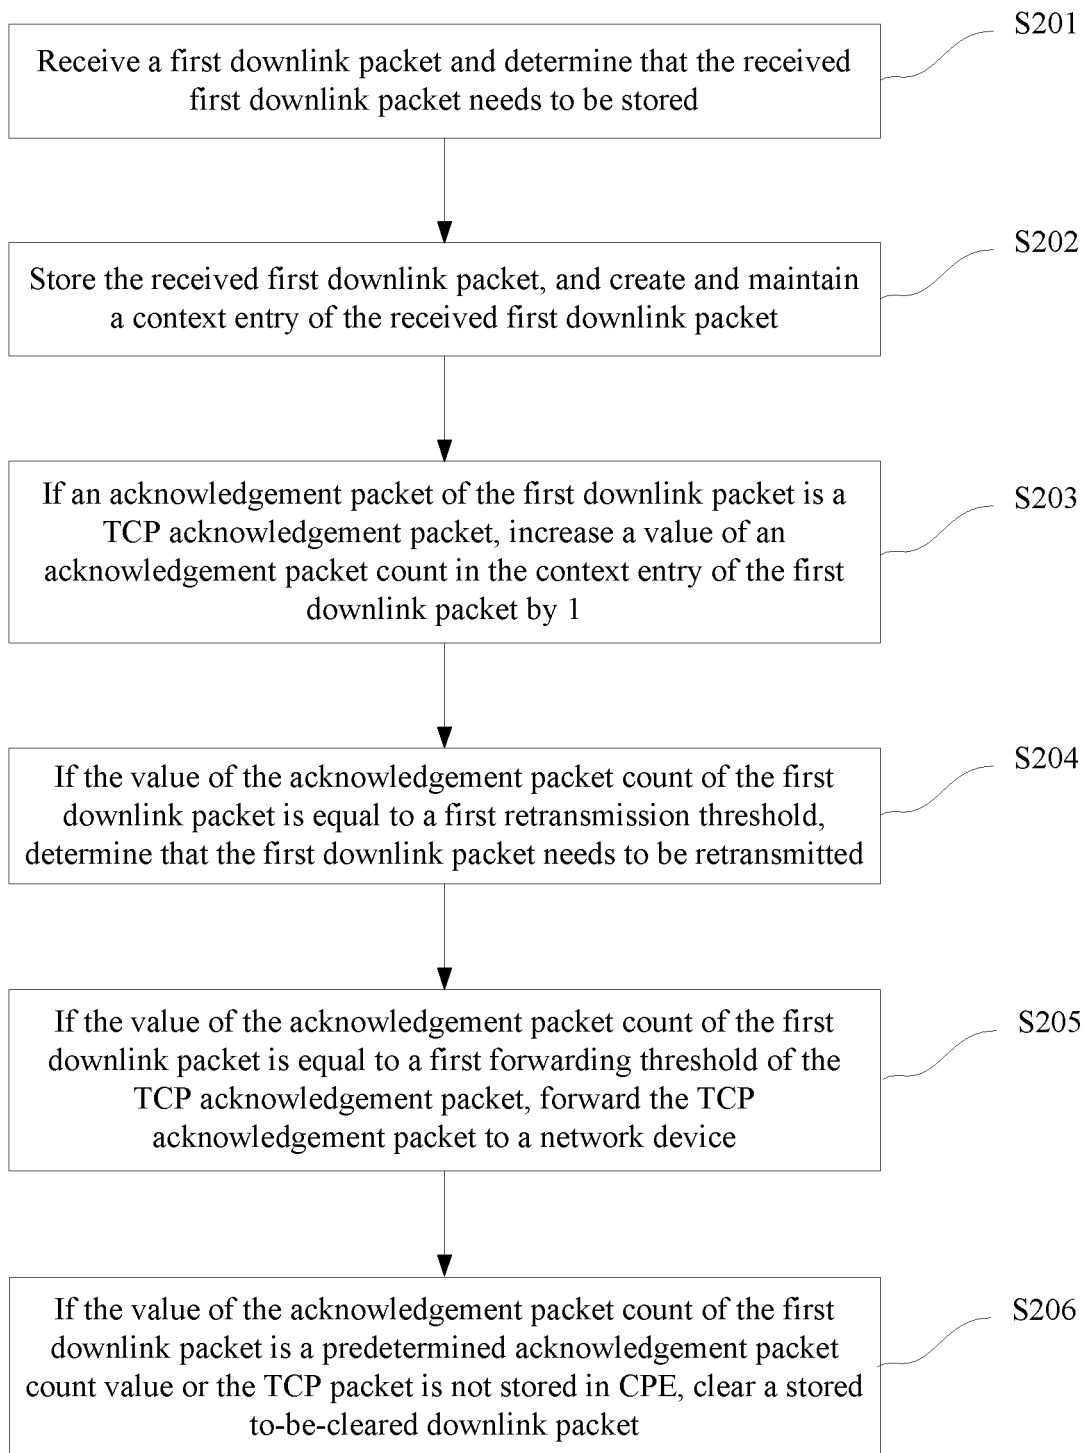 S201
Receive a first downlink packet and determine that the received
first downlink packet needs to be stored
S202
Store the received first downlink packet, and create and maintain
a context entry of the received first downlink packet
S203
If an acknowledgement packet of the first downlink packet is a
TCP acknowledgement packet, increase a value of an
acknowledgement packet count in the context entry of the first
downlink packet by 1
S204
If the value of the acknowledgement packet count of the first
downlink packet is equal to a first retransmission threshold,
determine that the first downlink packet needs to be retransmitted
S205
If the value of the acknowledgement packet count of the first
downlink packet is equal to a first forwarding threshold of the
TCP acknowledgement packet, forward the TCP
acknowledgement packet to a network device
S206
If the value of the acknowledgement packet count of the first
downlink packet is a predetermined acknowledgement packet
count value or the TCP packet is not stored in CPE, clear a stored
to-be-cleared downlink packet